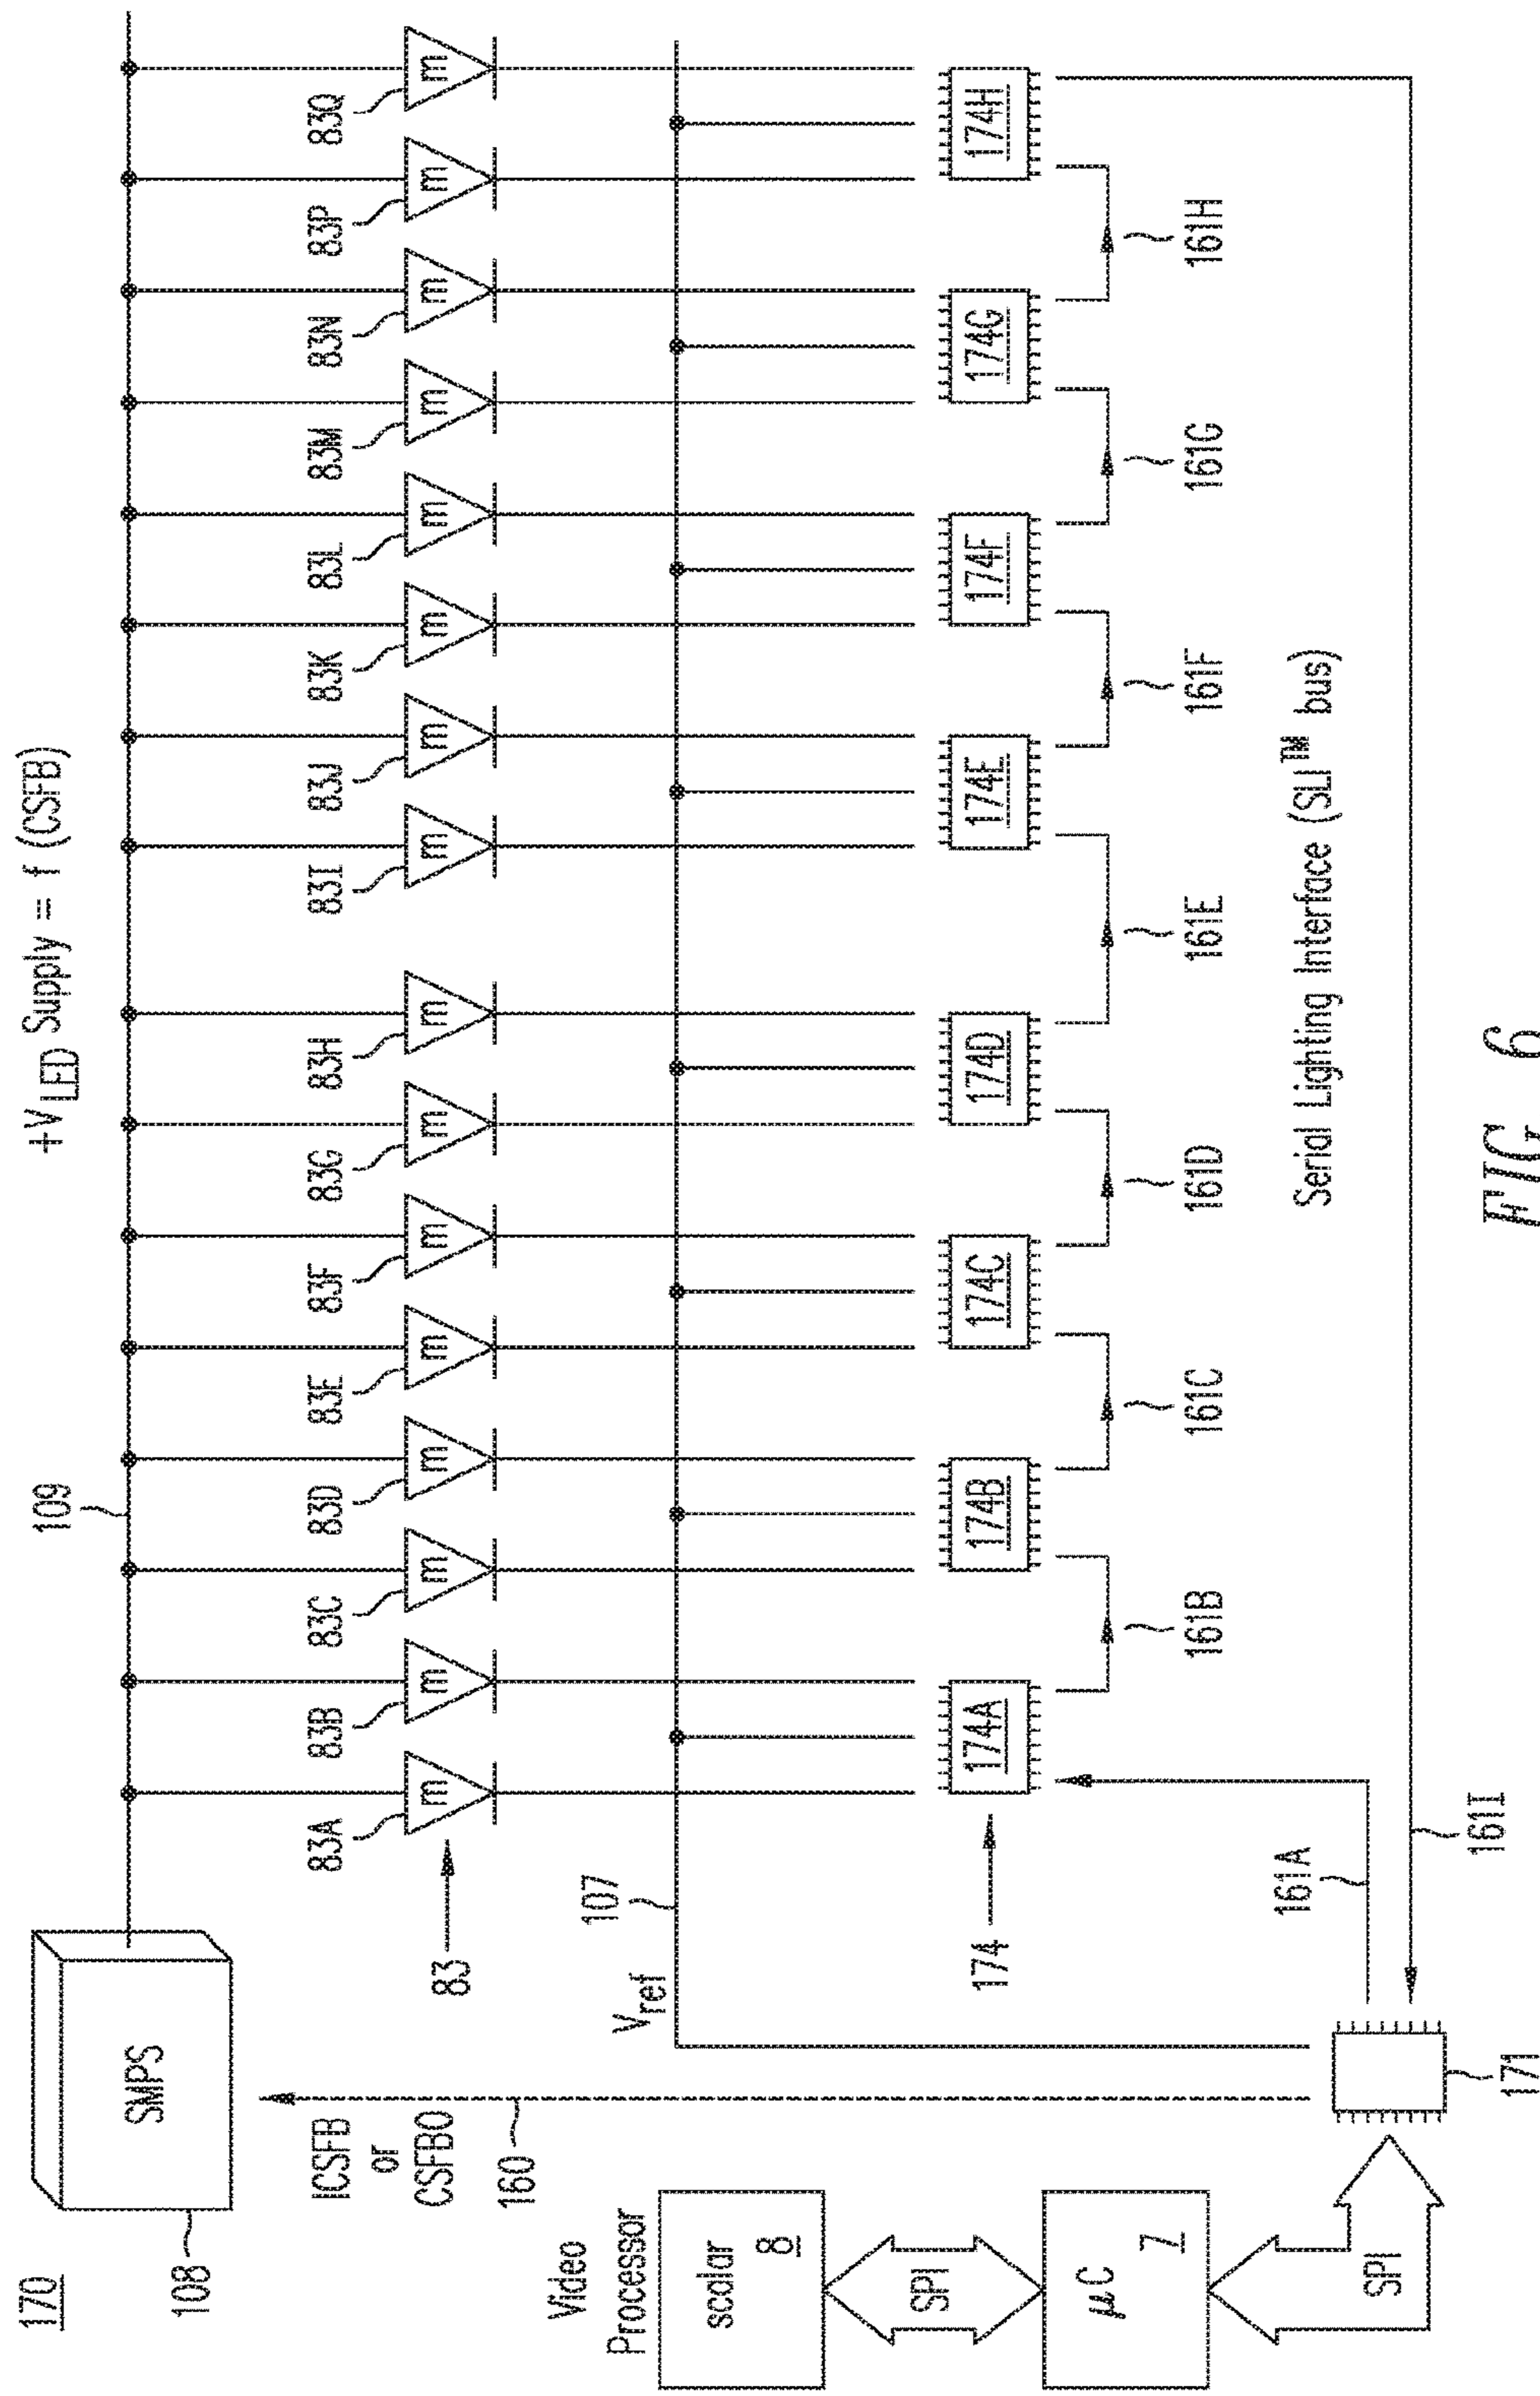 170
+VLED Supply = f (CSFB)
109
SMPS
108
83A
83B
83C
83D
83E
83F
83G
83H
83I
83J
83K
83L
83M
83N
83P
83Q
m m m m m m m m m m m m m m m m
83
ICSFB
or
CSFBO
160
Vref
107
Video
Processor
scalar
8
SPI
µC
7
SPI
174
174A
174B
174C
174D
174E
174F
174G
174H
161B
161C
161D
161E
161F
161G
161H
161A
Serial Lighting Interface (SLI™ bus)
161I
171
FIG. 6